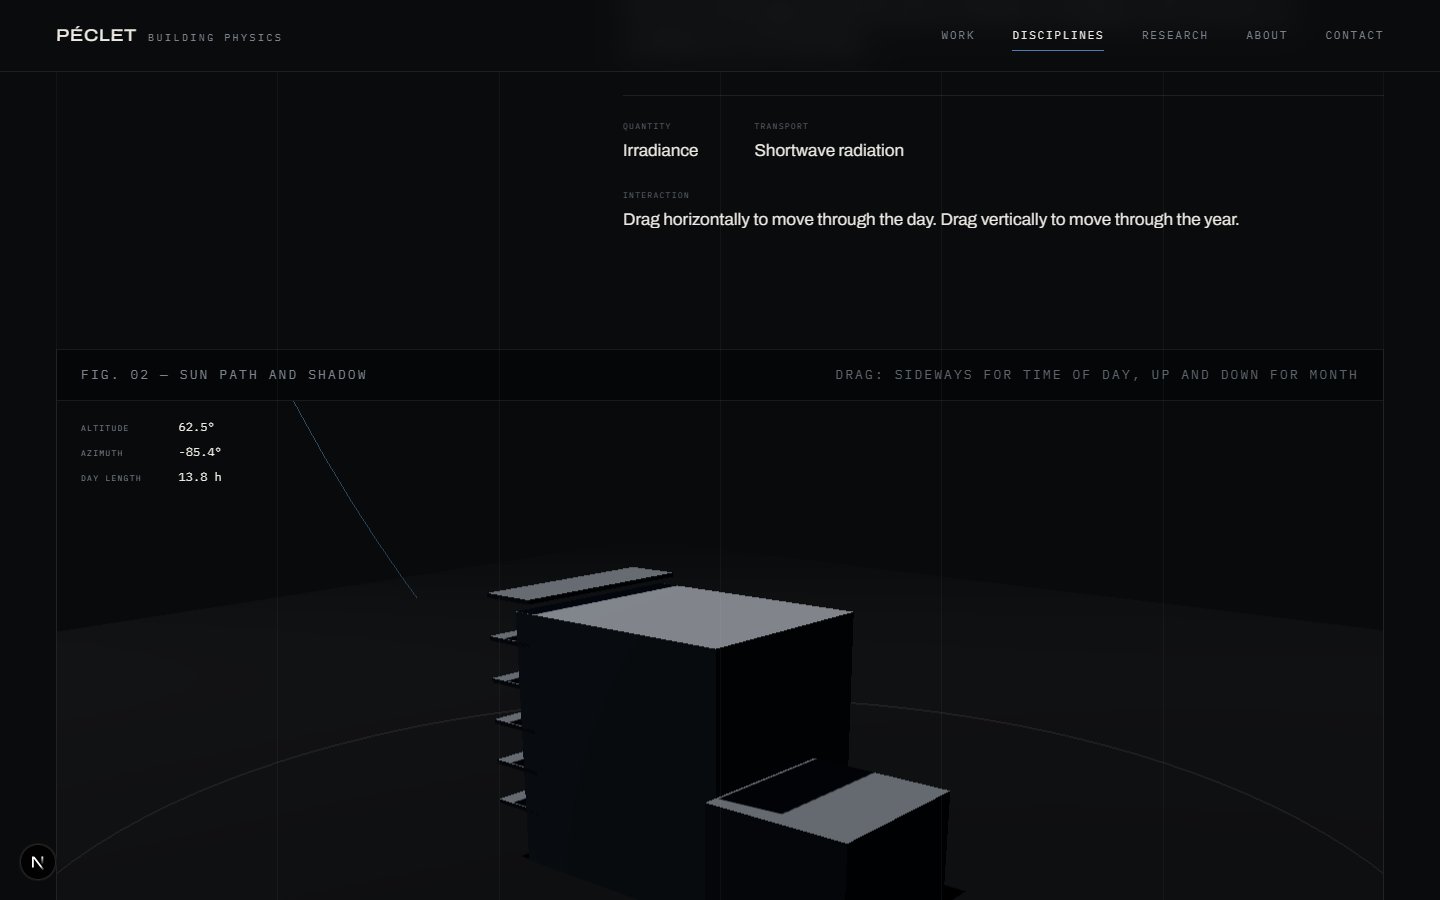 PÉCLET BUILDING PHYSICS
WORK DISCIPLINES RESEARCH ABOUT CONTACT
QUANTITY TRANSPORT
Irradiance Shortwave radiation
INTERACTION
Drag horizontally to move through the day. Drag vertically to move through the year.
FIG. 02 — SUN PATH AND SHADOW
DRAG: SIDEWAYS FOR TIME OF DAY, UP AND DOWN FOR MONTH
ALTITUDE 62.5°
AZIMUTH -85.4°
DAY LENGTH 13.8 h
N